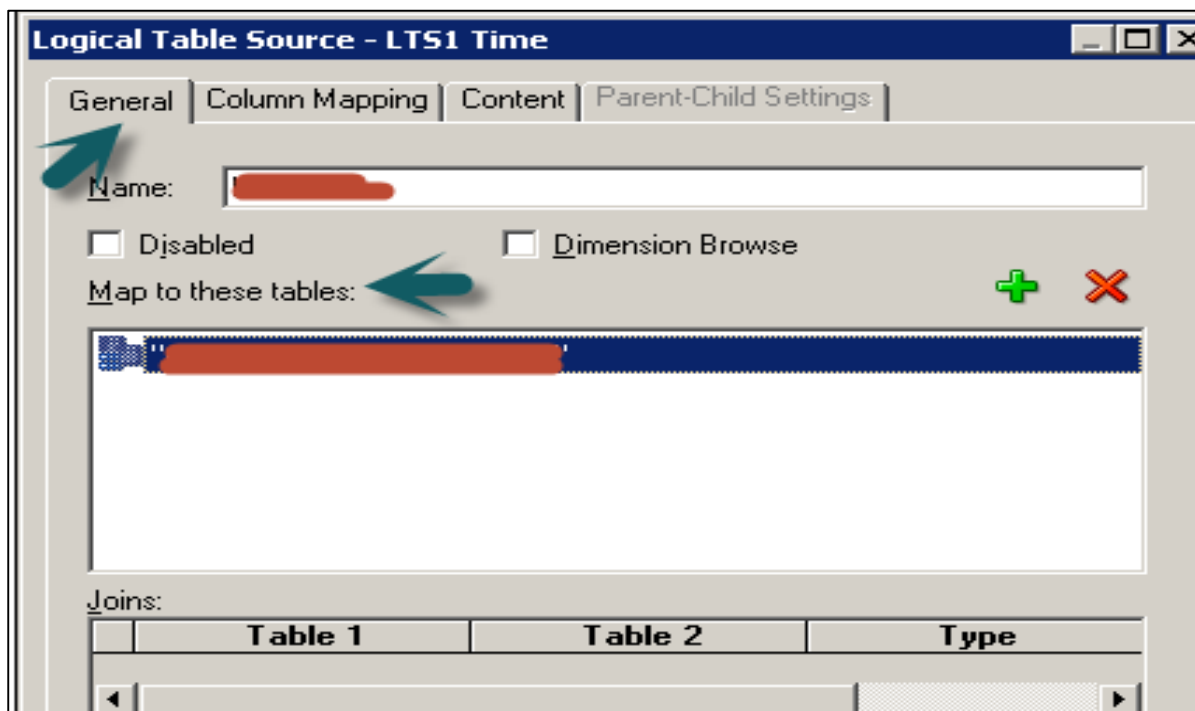 Logical Table Source - LTS1 Time
General Column Mapping Content Parent-Child Settings
Name:
Disabled Dimension Browse
Map to these tables:
Joins:
Table 1 Table 2 Type